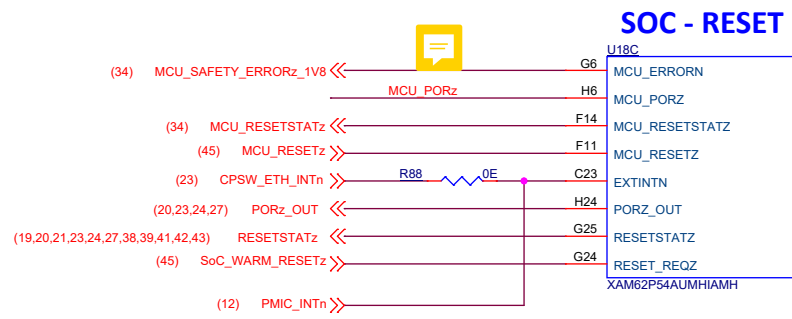 SOC - RESET
U18C
(34) MCU_SAFETY_ERRORz_1V8 G6 MCU_ERRORN
MCU_PORz H6 MCU_PORZ
(34) MCU_RESETSTATz F14 MCU_RESETSTATZ
(45) MCU_RESETz F11 MCU_RESETZ
(23) CPSW_ETH_INTn R88 0E C23 EXTINTN
(20,23,24,27) PORz_OUT H24 PORZ_OUT
(19,20,21,23,24,27,38,39,41,42,43) RESETSTATz G25 RESETSTATZ
(45) SoC_WARM_RESETz G24 RESET_REQZ
XAM62P54AUMHIAMH
(12) PMIC_INTn